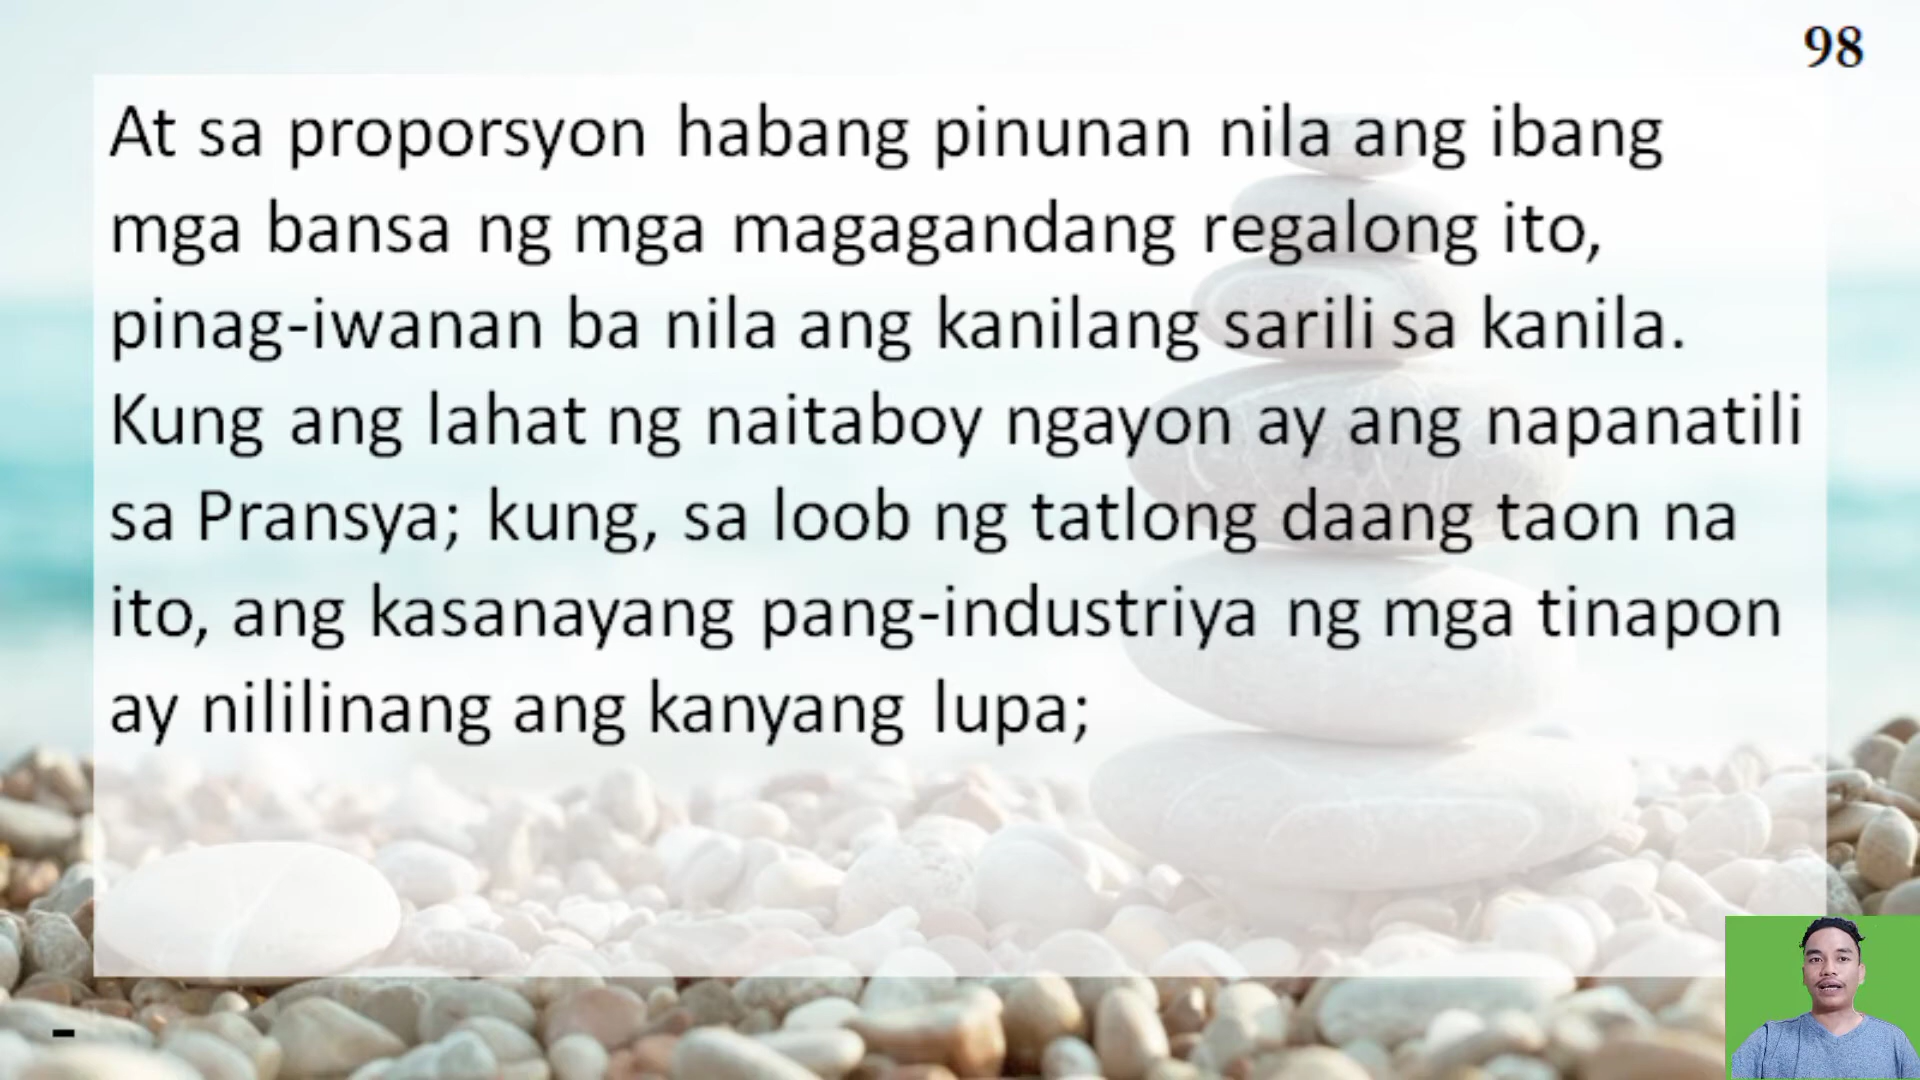 98
At sa proporsyon habang pinunan nila ang ibang
mga bansa ng mga magagandang regalong ito,
pinag-iwanan ba nila ang kanilang sarili sa kanila.
Kung ang lahat ng naitaboy ngayon ay ang napanatili
sa Pransya; kung, sa loob ng tatlong daang taon na
ito, ang kasanayang pang-industriya ng mga tinapon
ay nililinang ang kanyang lupa;
-